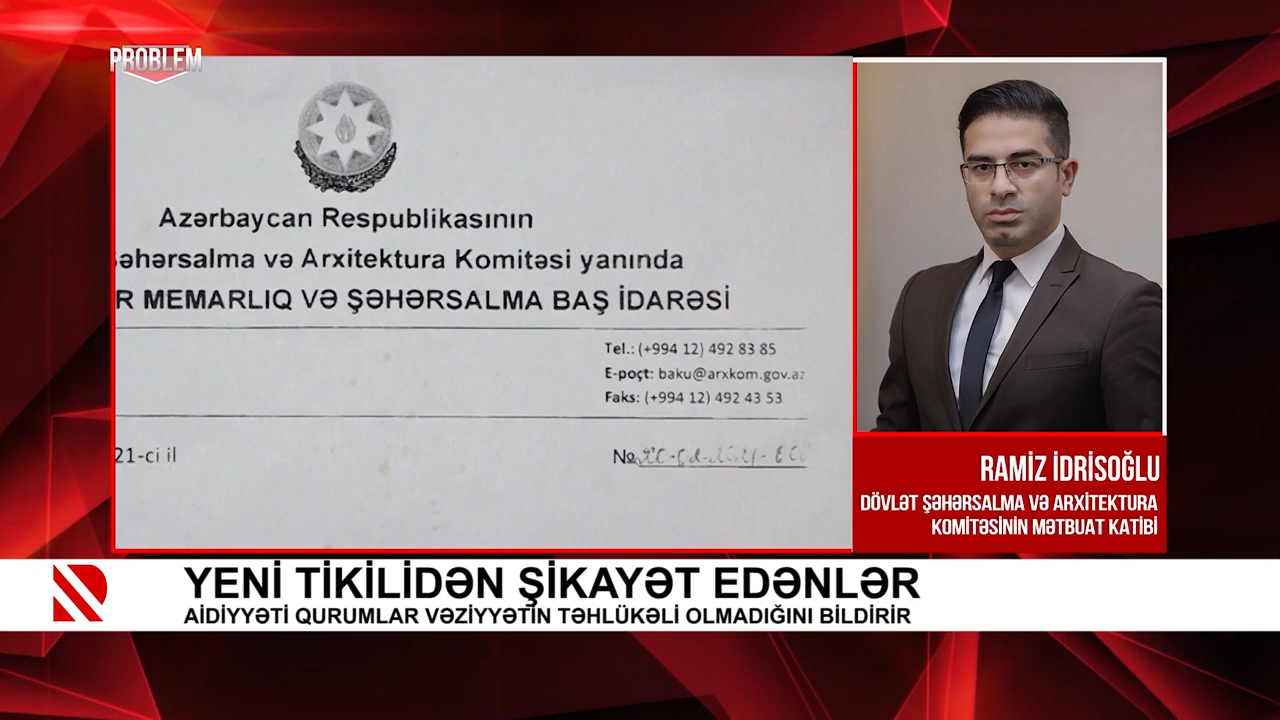 PROBLEM
Azərbaycan Respublikasının
Şəhərsalma və Arxitektura Komitəsi yanında
R MEMARLIQ VƏ ŞƏHƏRSALMA BAŞ İDARƏSİ
Tel.: (+994 12) 492 83 85
E-poçt: baku@arxkom.gov.az
Faks: (+994 12) 492 43 53
21-ci il
№
RAMİZ İDRİSOĞLU
DÖVLƏT ŞƏHƏRSALMA VƏ ARXİTEKTURA
KOMİTƏSİNİN MƏTBUAT KATİBİ
YENİ TİKİLİDƏN ŞİKAYƏT EDƏNLƏR
AİDİYYƏTİ QURUMLAR VƏZİYYƏTİN TƏHLÜKƏLİ OLMADIĞINI BİLDİRİR